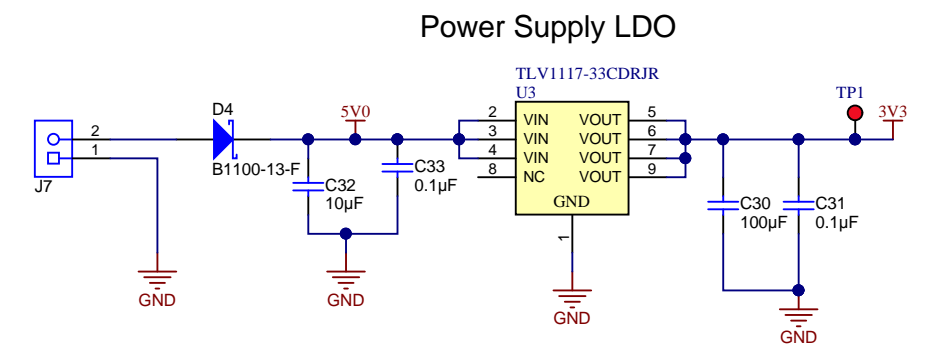 Power Supply LDO
TLV1117-33CDRJR
U3
D4
5V0
TP1
3V3
2
1
J7
B1100-13-F
C32
10µF
C33
0.1µF
2 VIN VOUT 5
3 VIN VOUT 6
4 VIN VOUT 7
8 NC VOUT 9
GND
1
C30
100µF
C31
0.1µF
GND
GND
GND
GND